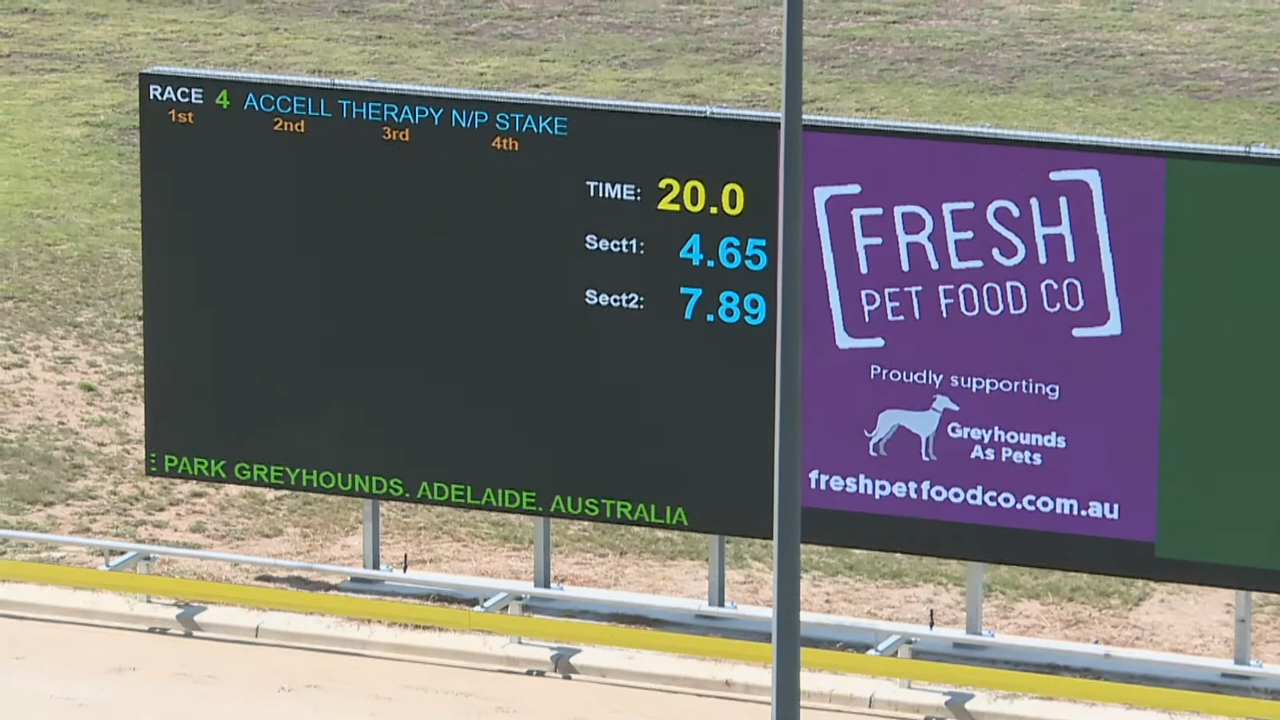 RACE 4 ACCELL THERAPY N/P STAKE
1st 2nd 3rd 4th
TIME: 20.0
Sect1: 4.65
Sect2: 7.89
PARK GREYHOUNDS. ADELAIDE. AUSTRALIA
FRESH
PET FOOD CO
Proudly supporting
Greyhounds
As Pets
freshpetfoodco.com.au